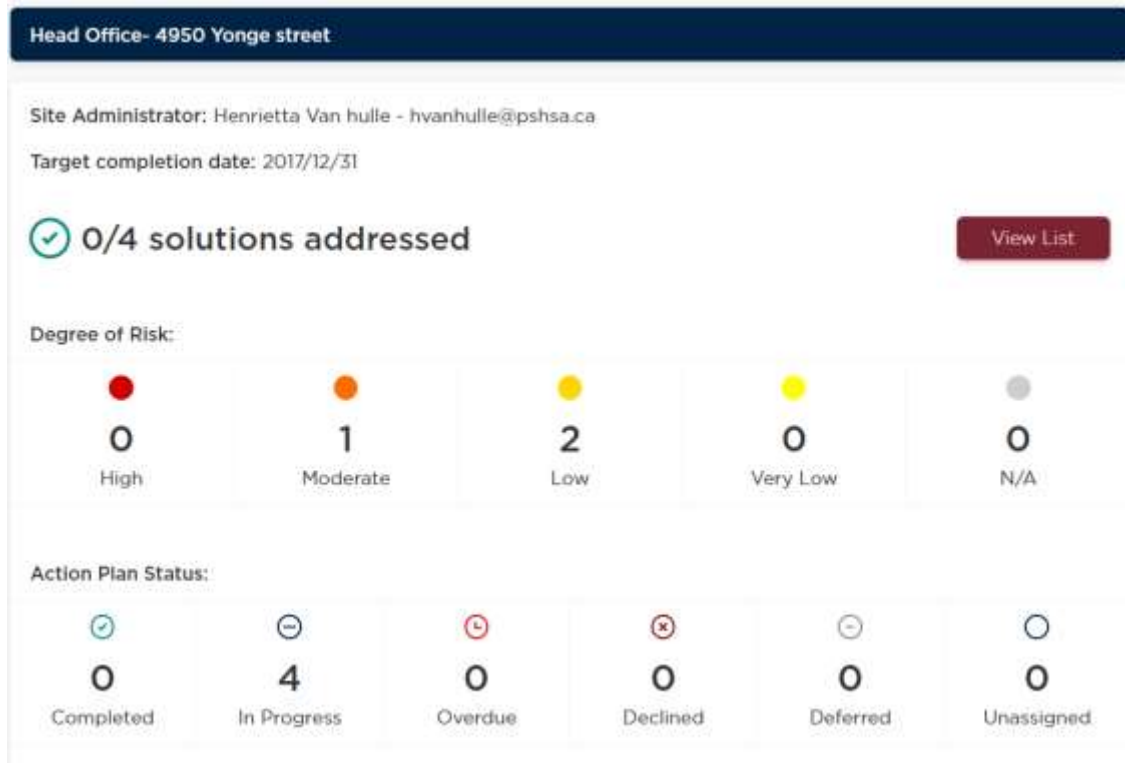 Head Office- 4950 Yonge street
Site Administrator: Henrietta Van hulle - hvanhulle@pshsa.ca
Target completion date: 2017/12/31
0/4 solutions addressed
View List
Degree of Risk:
0 1 2 0 0
High Moderate Low Very Low N/A
Action Plan Status:
0 4 0 0 0 0
Completed In Progress Overdue Declined Deferred Unassigned